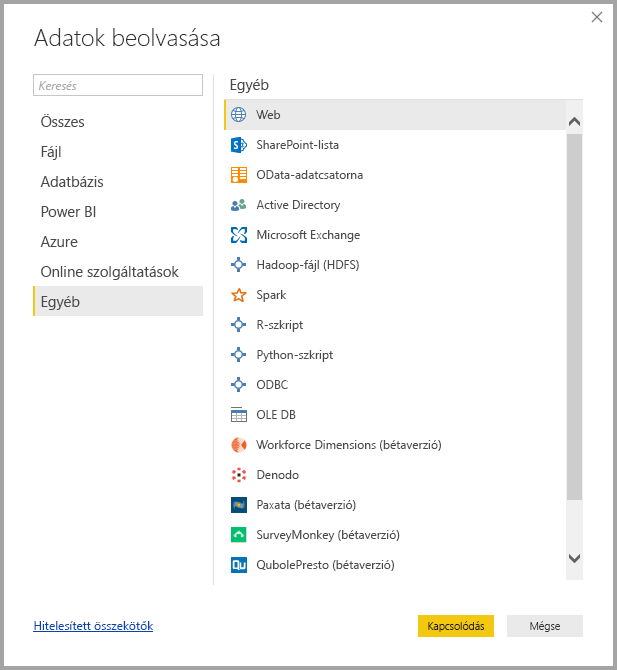 Adatok beolvasása
Keresés
Összes
Fájl
Adatbázis
Power BI
Azure
Online szolgáltatások
Egyéb
Egyéb
Web
SharePoint-lista
OData-adatcsatorna
Active Directory
Microsoft Exchange
Hadoop-fájl (HDFS)
Spark
R-szkript
Python-szkript
ODBC
OLE DB
Workforce Dimensions (bétaverzió)
Denodo
Paxata (bétaverzió)
SurveyMonkey (bétaverzió)
QubolePresto (bétaverzió)
Hitelesített összekötők
Kapcsolódás
Mégse